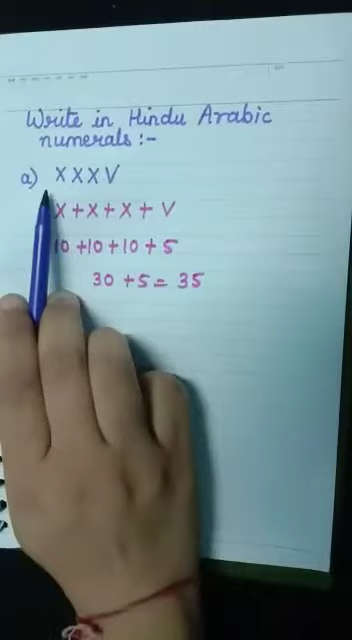 Write in Hindu Arabic
numerals :-
a) XXXV
X + X + X + V
10 + 10 + 10 + 5
30 + 5 = 35